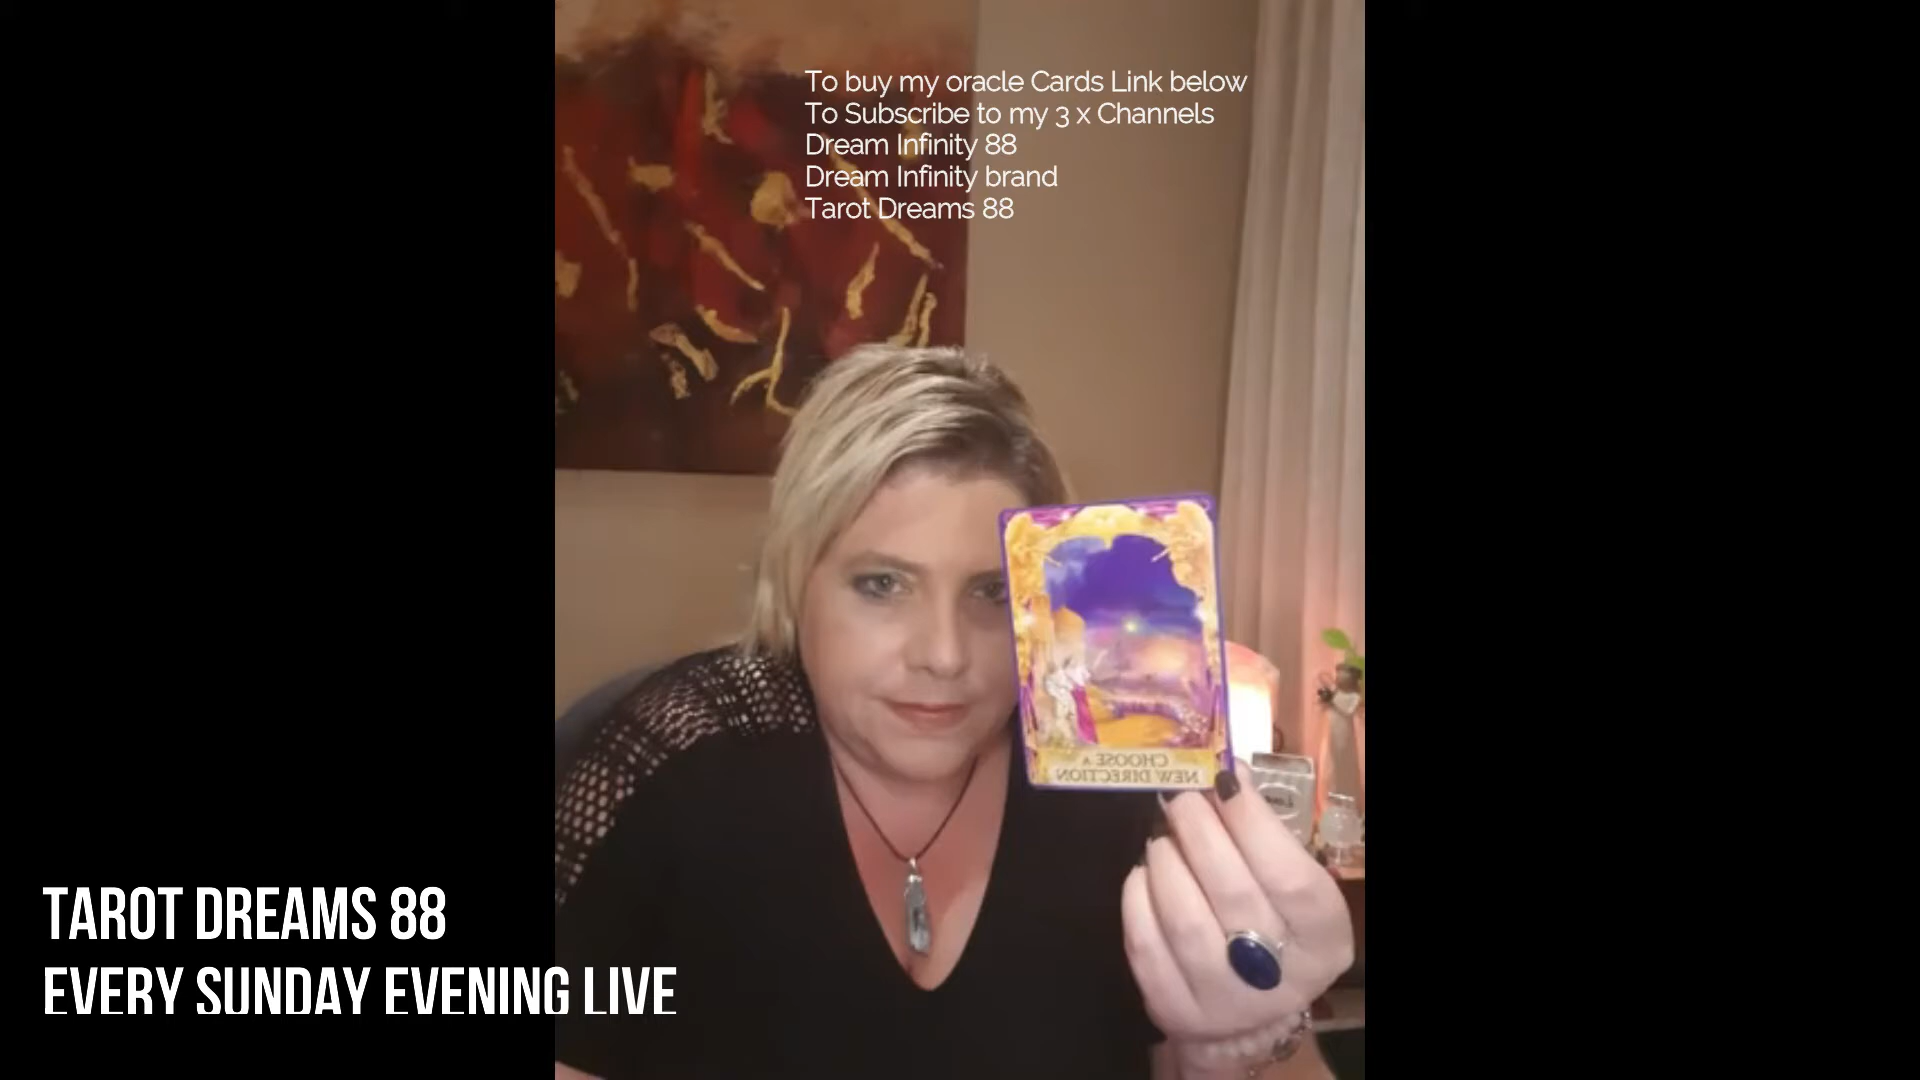 To buy my oracle Cards Link below
To Subscribe to my 3 x Channels
Dream Infinity 88
Dream Infinity brand
Tarot Dreams 88
CHOOSE A
NEW DIRECTION
TAROT DREAMS 88
EVERY SUNDAY EVENING LIVE